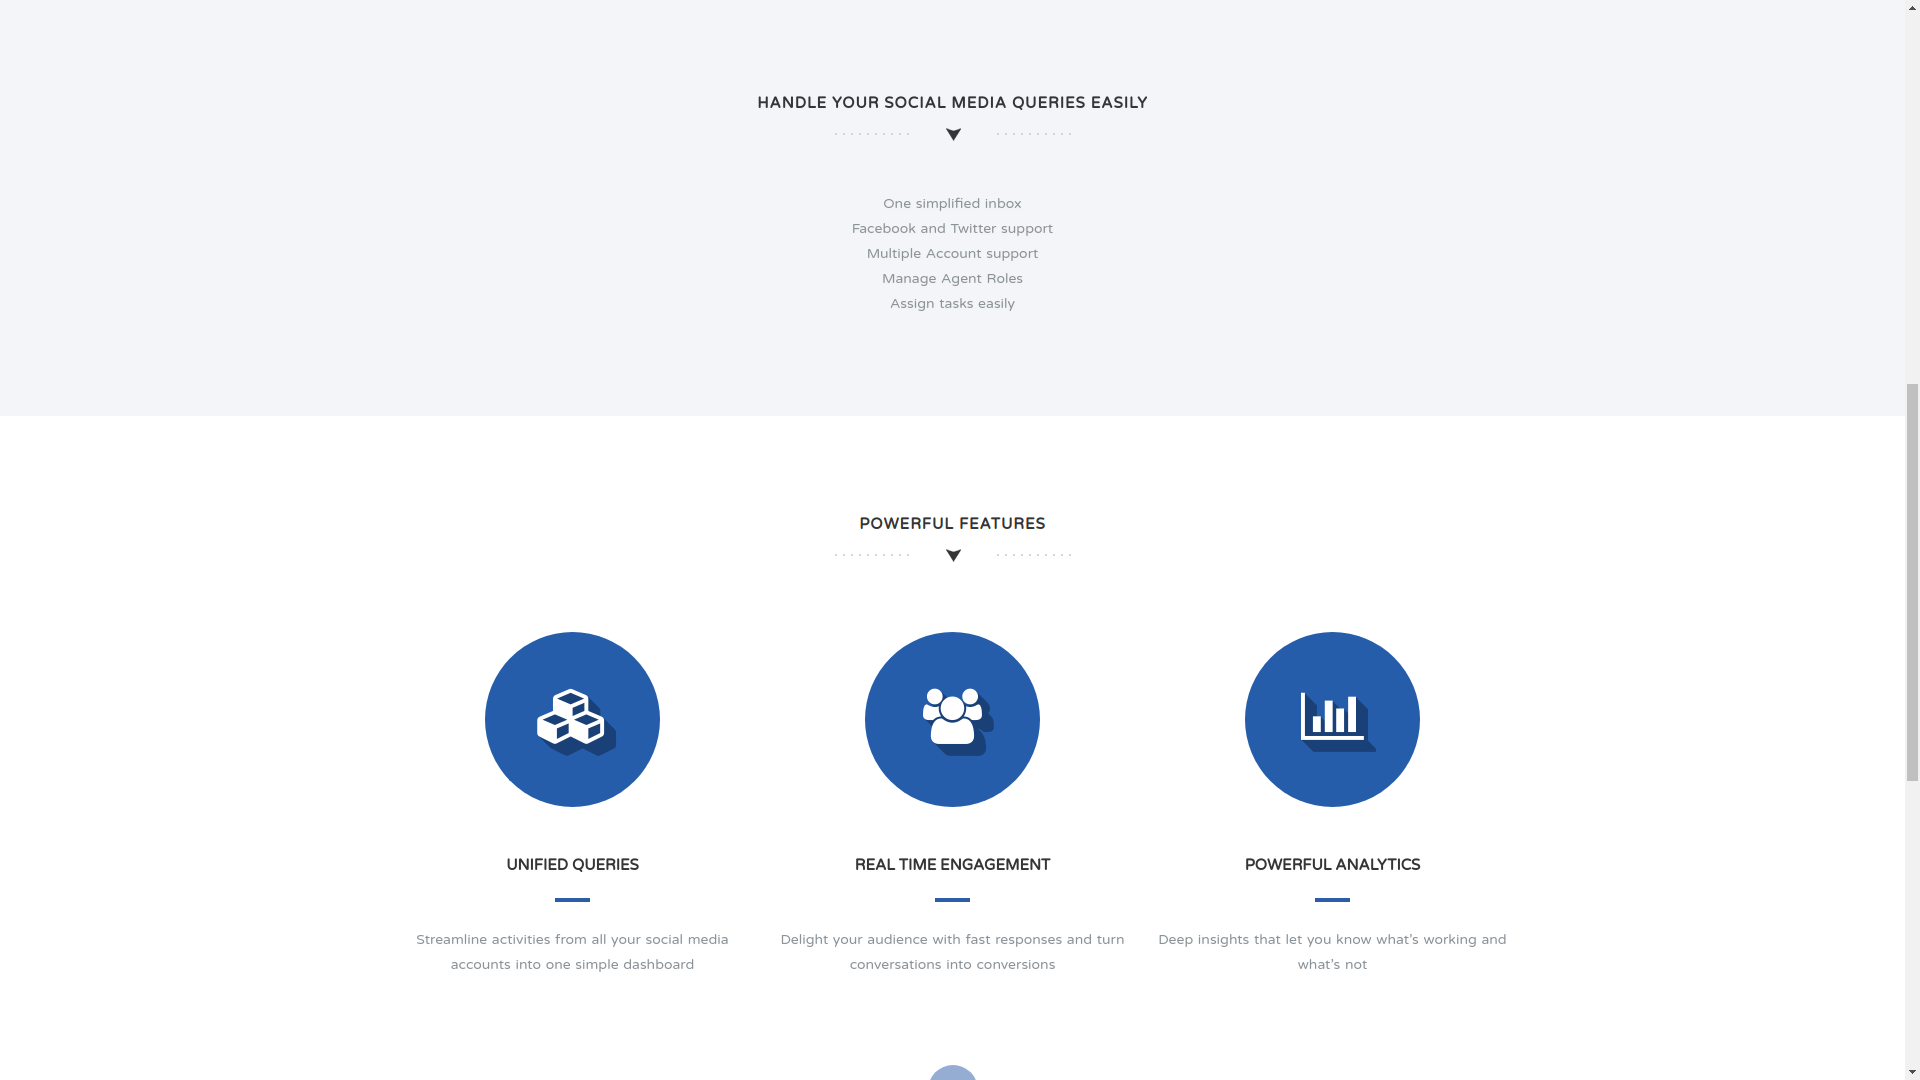 HANDLE YOUR SOCIAL MEDIA QUERIES EASILY
One simplified inbox
Facebook and Twitter support
Multiple Account support
Manage Agent Roles
Assign tasks easily
POWERFUL FEATURES
UNIFIED QUERIES
Streamline activities from all your social media
accounts into one simple dashboard
REAL TIME ENGAGEMENT
Delight your audience with fast responses and turn
conversations into conversions
POWERFUL ANALYTICS
Deep insights that let you know what's working and
what's not